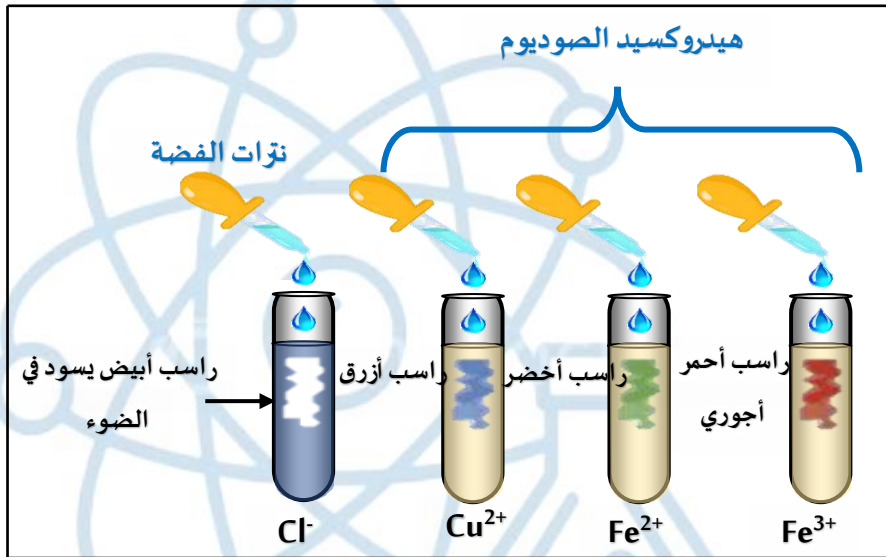 هيدروكسيد الصوديوم
نترات الفضة
راسب أحمر
أجوري
راسب أخضر
راسب أزرق
راسب أبيض يسود في
الضوء
Fe³⁺
Fe²⁺
Cu²⁺
Cl⁻